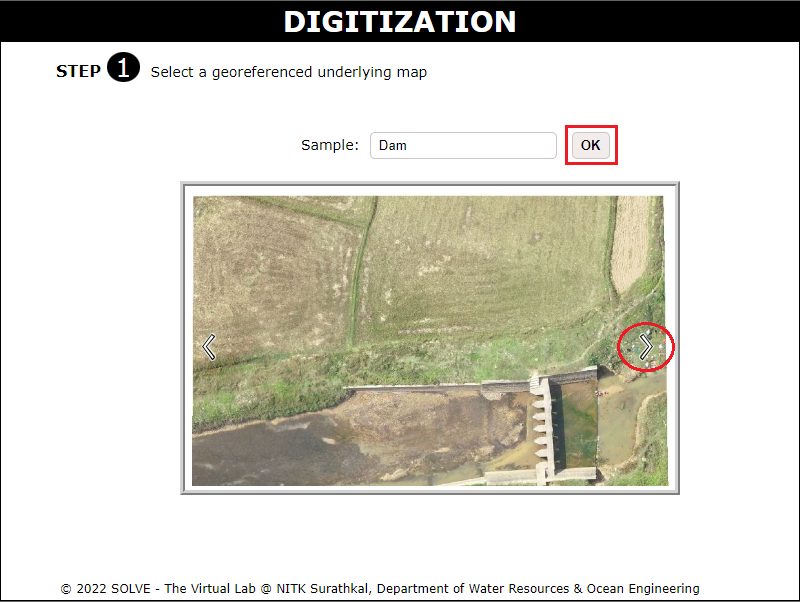 DIGITIZATION
STEP 1 Select a georeferenced underlying map
Sample: Dam OK
© 2022 SOLVE - The Virtual Lab @ NITK Surathkal, Department of Water Resources & Ocean Engineering